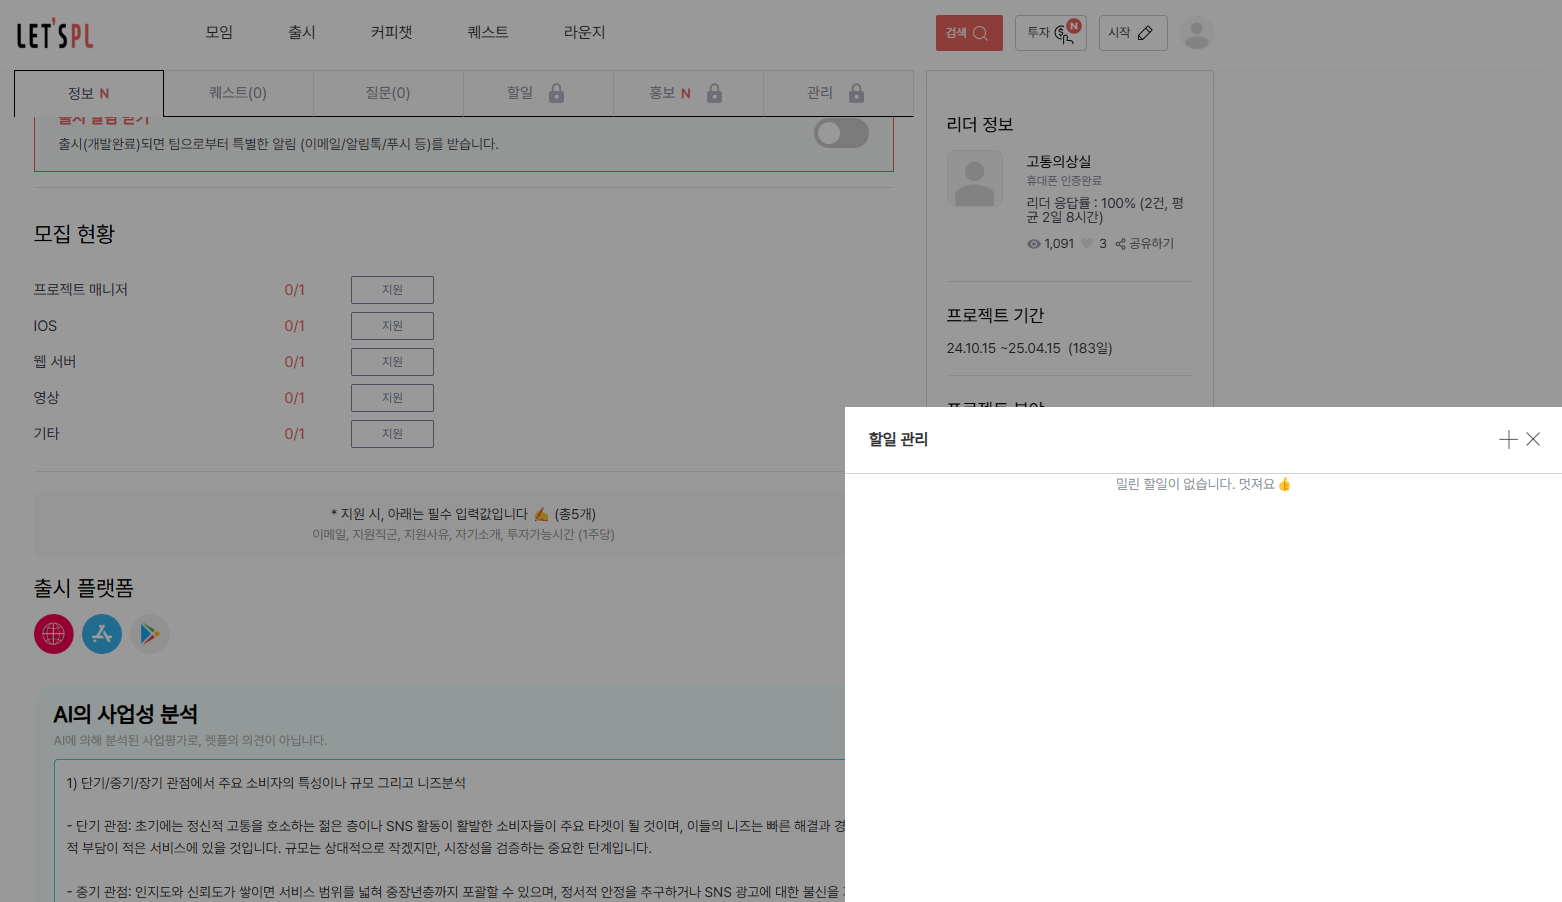 LET'SPL
모임 출시 커피챗 퀘스트 라운지
검색 투자 N 시작
정보 N 퀘스트(0) 질문(0) 할일 홍보 N 관리
출시 알림 받기
출시(개발완료)되면 팀으로부터 특별한 알림 (이메일/알림톡/푸시 등)를 받습니다.
모집 현황
프로젝트 매니저 0/1 지원
IOS 0/1 지원
웹 서버 0/1 지원
영상 0/1 지원
기타 0/1 지원
* 지원 시, 아래는 필수 입력값입니다 ✍ (총5개)
이메일, 지원직군, 지원사유, 자기소개, 투자가능시간 (1주당)
출시 플랫폼
AI의 사업성 분석
AI에 의해 분석된 사업평가로, 렛플의 의견이 아닙니다.
1) 단기/중기/장기 관점에서 주요 소비자의 특성이나 규모 그리고 니즈분석
- 단기 관점: 초기에는 정신적 고통을 호소하는 젊은 층이나 SNS 활동이 활발한 소비자들이 주요 타겟이 될 것이며, 이들의 니즈는 빠른 해결과 경
적 부담이 적은 서비스에 있을 것입니다. 규모는 상대적으로 작겠지만, 시장성을 검증하는 중요한 단계입니다.
- 중기 관점: 인지도와 신뢰도가 쌓이면 서비스 범위를 넓혀 중장년층까지 포괄할 수 있으며, 정서적 안정을 추구하거나 SNS 광고에 대한 불신을
리더 정보
고통의상실
휴대폰 인증완료
리더 응답률 : 100% (2건, 평
균 2일 8시간)
1,091 3 공유하기
프로젝트 기간
24.10.15 ~25.04.15 (183일)
프로젝트 분야
할일 관리
밀린 할일이 없습니다. 멋져요👍